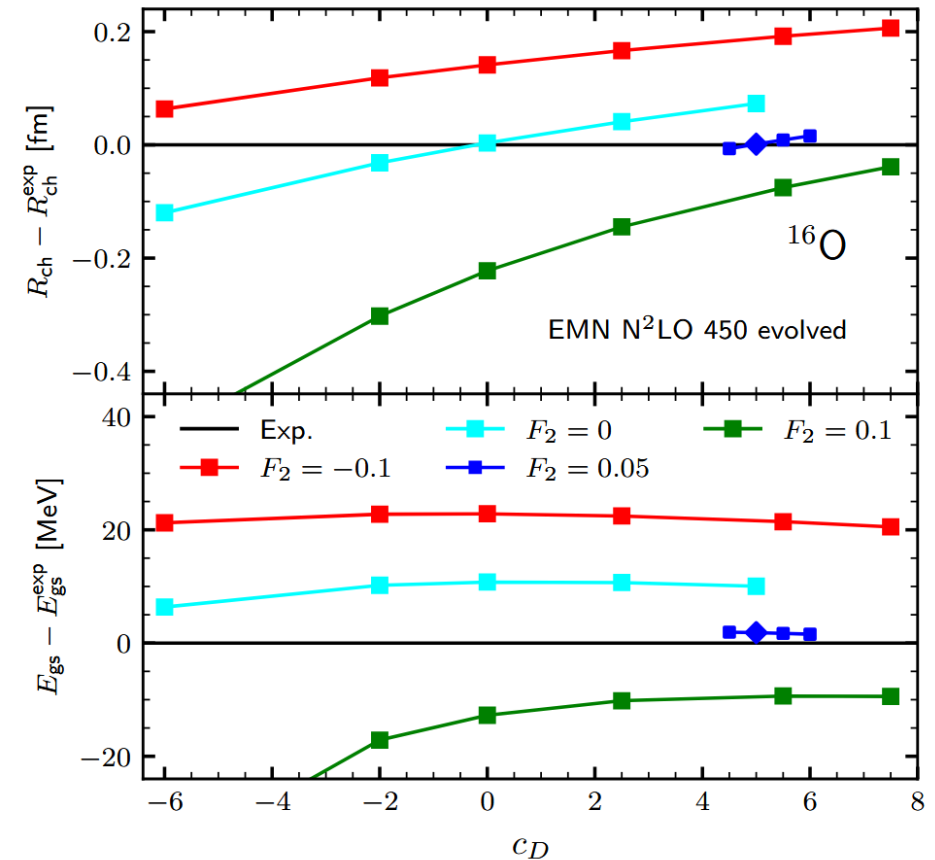 R_ch − R_ch^exp [fm]
0.2
0.0
−0.2
−0.4
¹⁶O
EMN N²LO 450 evolved
E_gs − E_gs^exp [MeV]
40
20
0
−20
Exp. F₂ = 0 F₂ = 0.1
F₂ = −0.1 F₂ = 0.05
−6 −4 −2 0 2 4 6 8
c_D